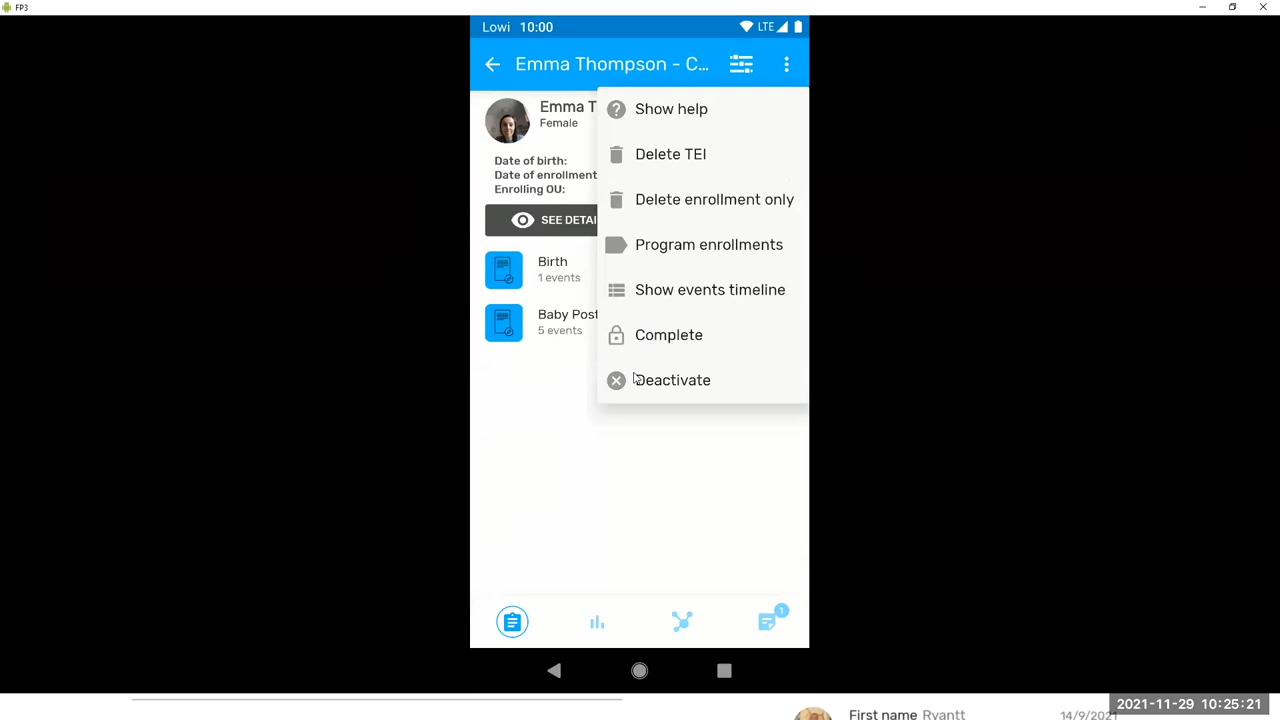 FP3
Lowi 10:00
LTE
Emma Thompson - C...
Emma T
Female
Date of birth:
Date of enrollment
Enrolling OU:
SEE DETAI
Birth
1 events
Baby Post
5 events
Show help
Delete TEI
Delete enrollment only
Program enrollments
Show events timeline
Complete
Deactivate
1
First name Ryantt
14/9/2021
2021-11-29 10:25:21